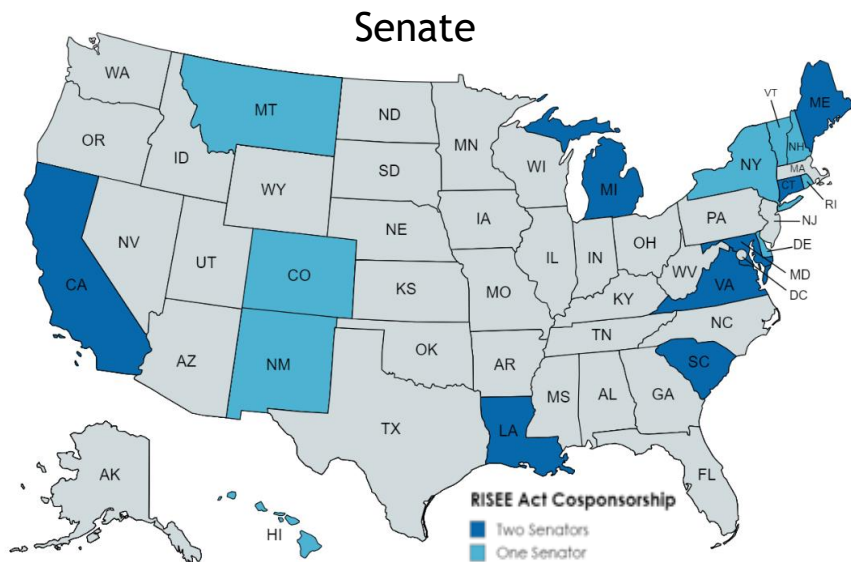 Senate
WA
MT
ND
MN
VT
ME
OR
ID
SD
WI
MI
NY
NH
MA
CT
RI
WY
IA
PA
NJ
NE
NV
UT
CO
IL
IN
OH
DE
MD
DC
WV
VA
CA
KS
MO
KY
NC
TN
AZ
NM
OK
AR
SC
MS
AL
GA
TX
LA
FL
AK
HI
RISEE Act Cosponsorship
Two Senators
One Senator